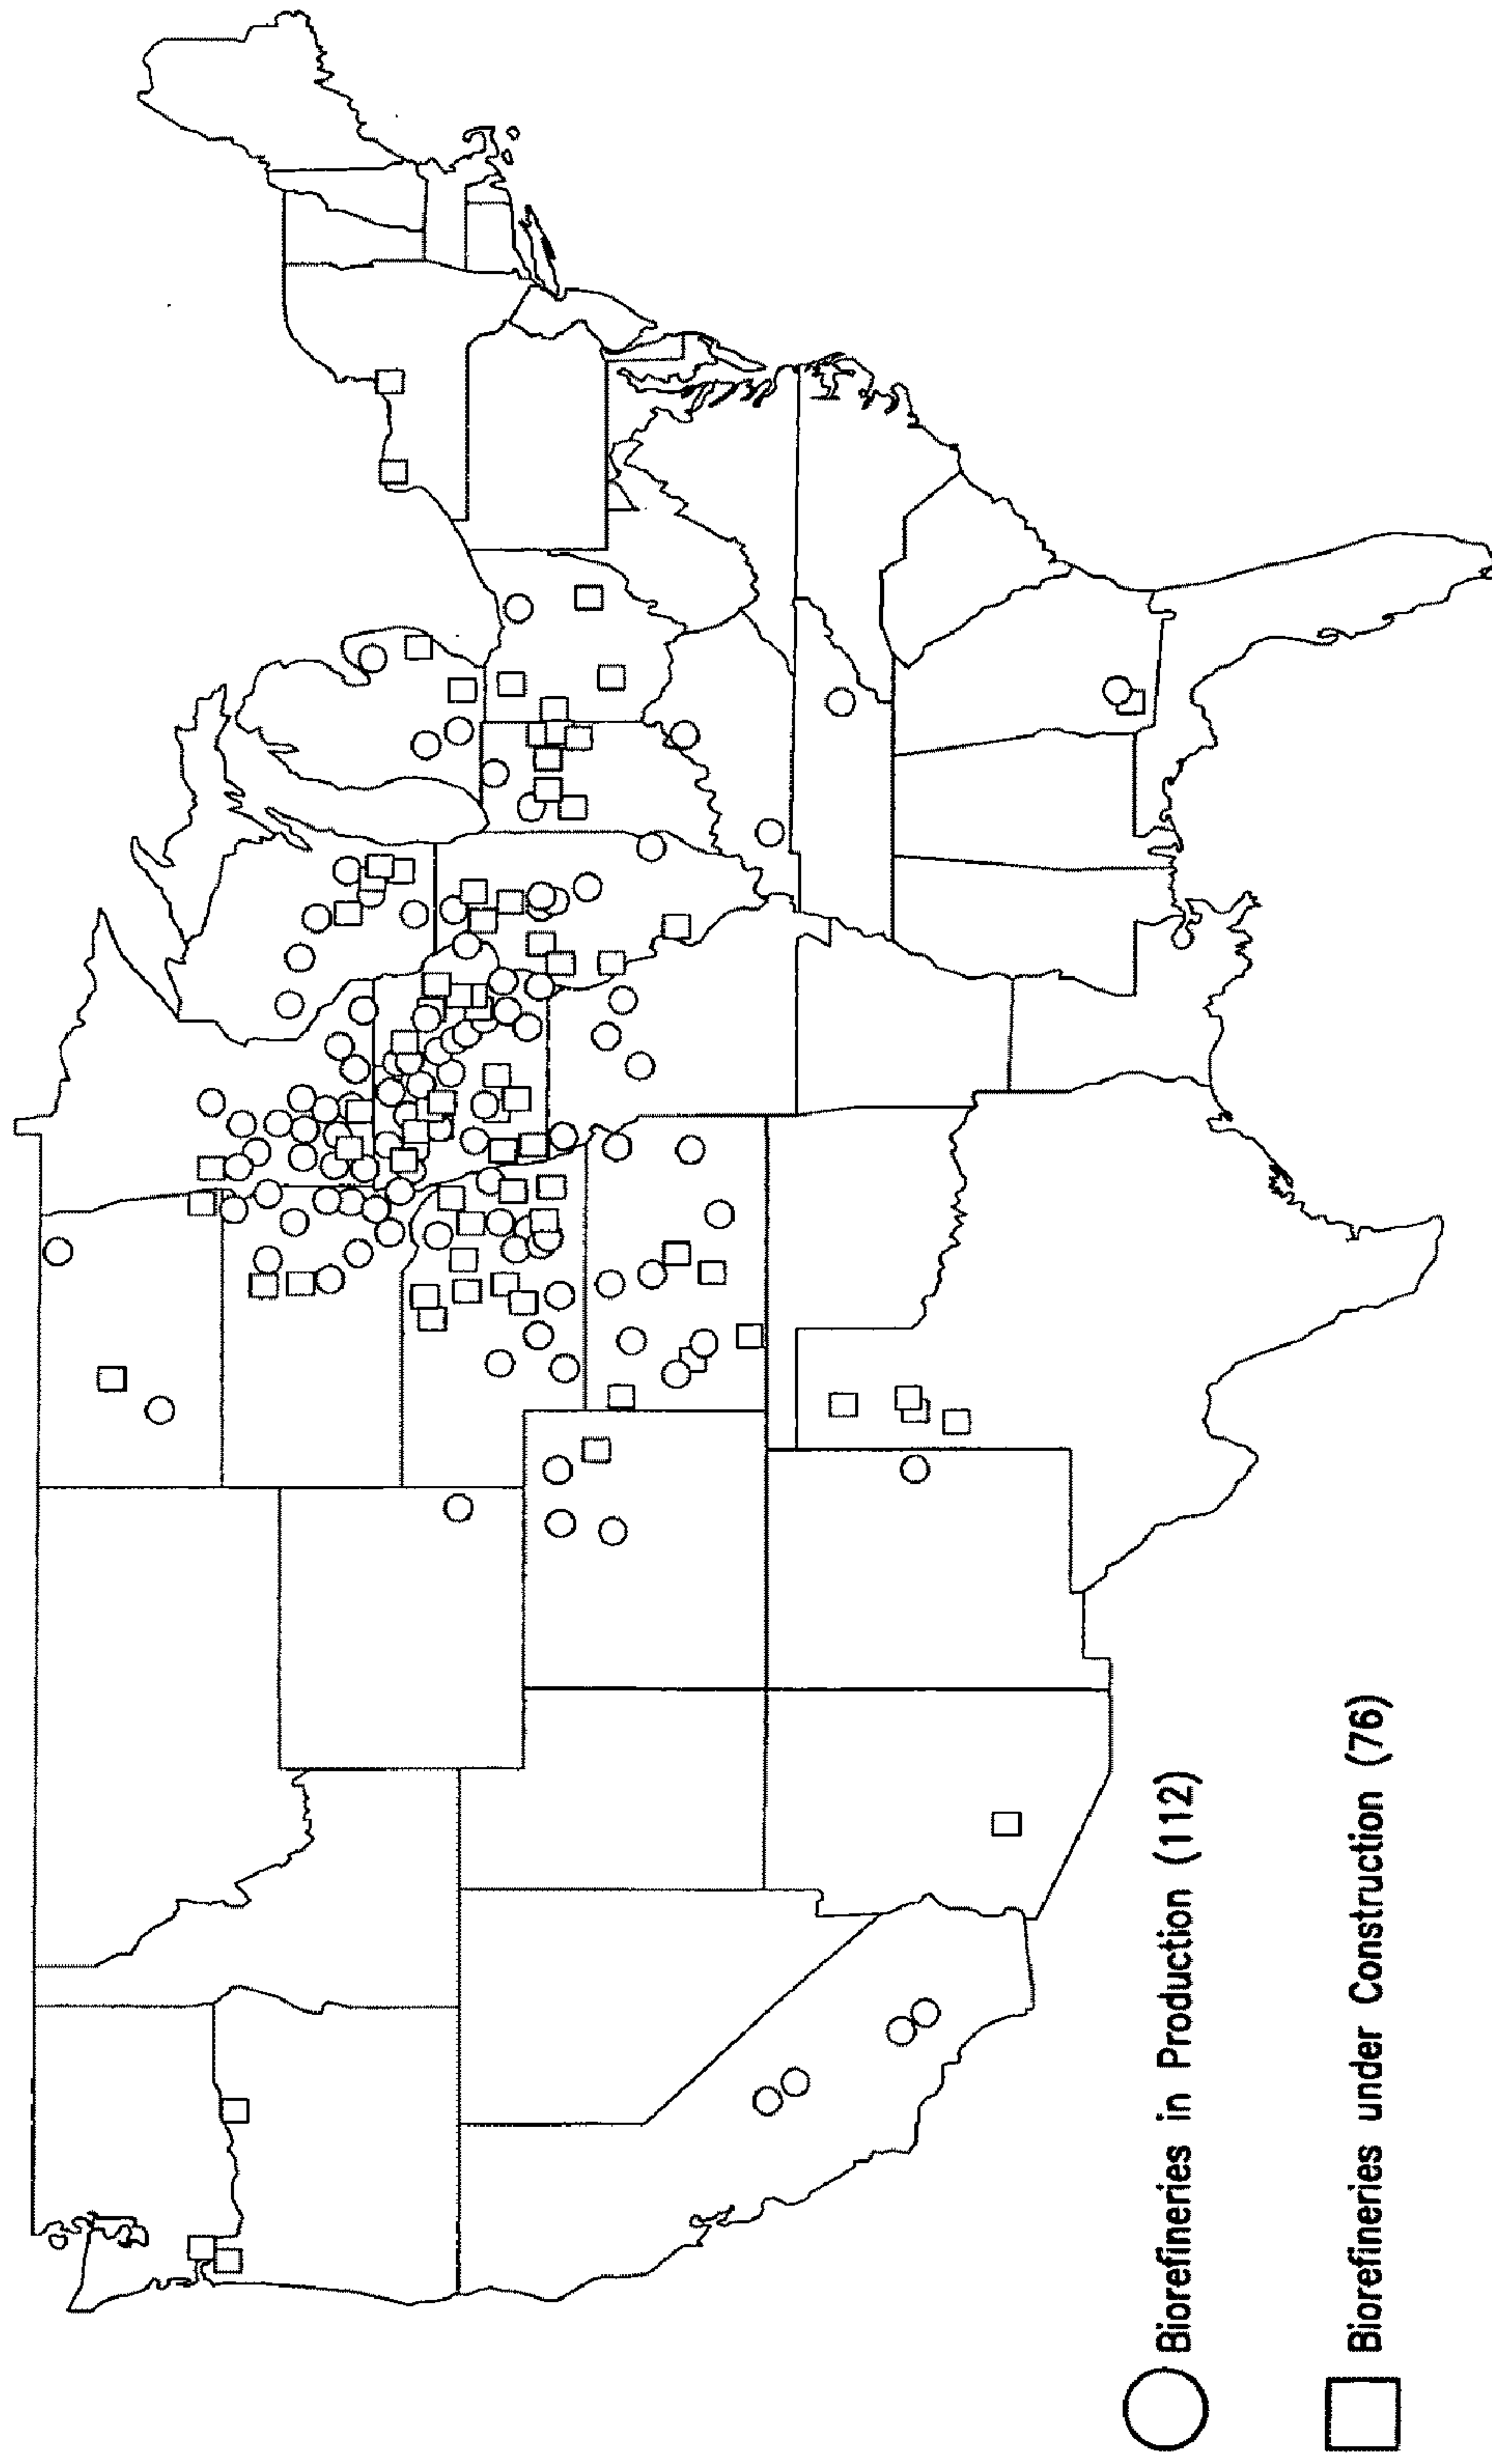 Biorefineries in Production (112)
Biorefineries under Construction (76)